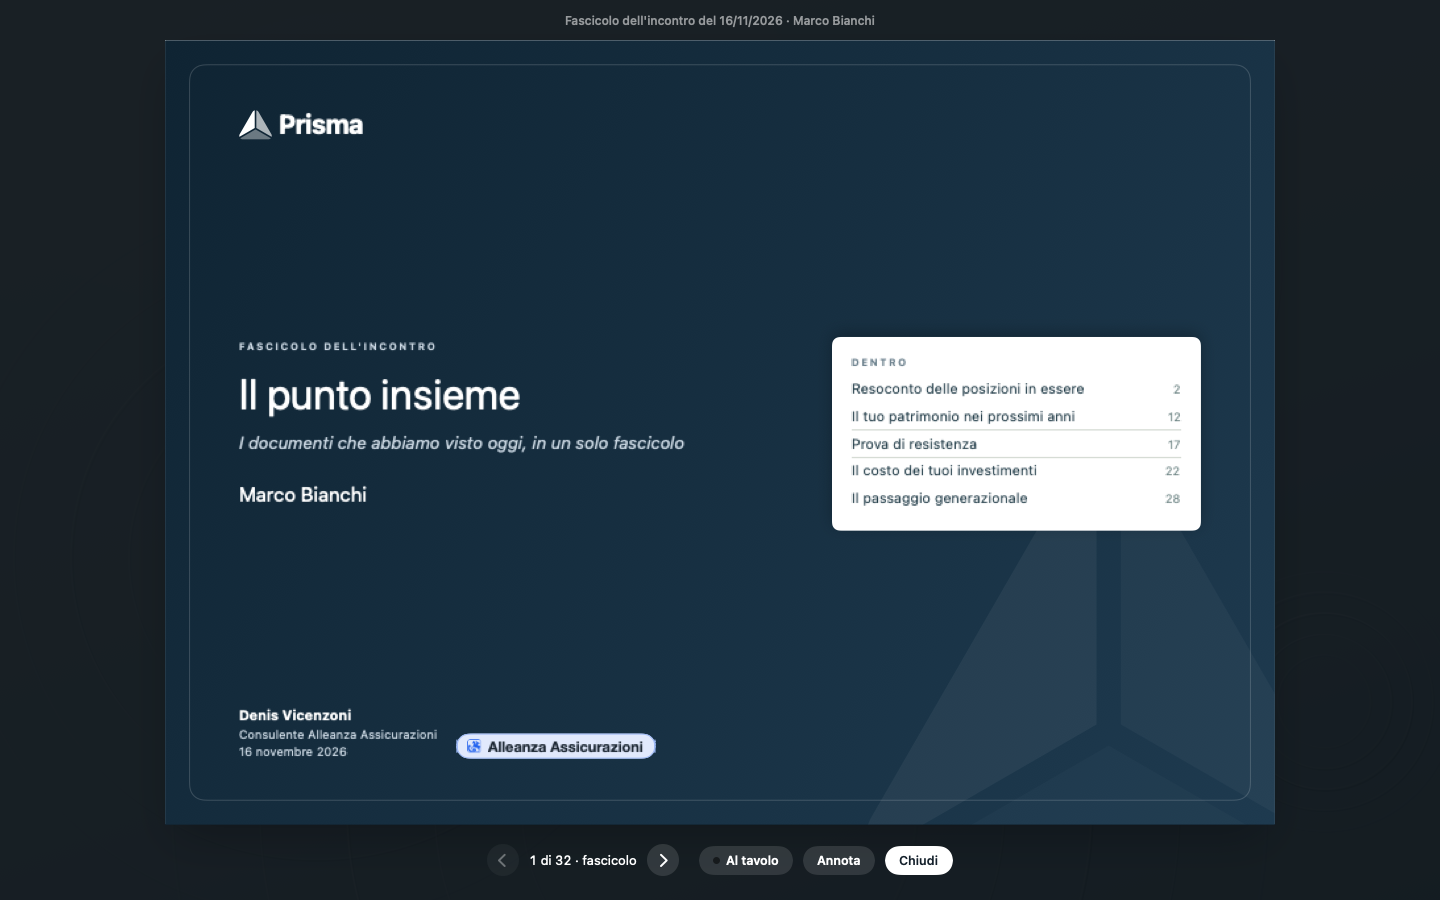 Fascicolo dell'incontro del 16/11/2026 · Marco Bianchi
Prisma
FASCICOLO DELL'INCONTRO
Il punto insieme
I documenti che abbiamo visto oggi, in un solo fascicolo
Marco Bianchi
DENTRO
Resoconto delle posizioni in essere 2
Il tuo patrimonio nei prossimi anni 12
Prova di resistenza 17
Il costo dei tuoi investimenti 22
Il passaggio generazionale 28
Denis Vicenzoni
Consulente Alleanza Assicurazioni
16 novembre 2026
Alleanza Assicurazioni
1 di 32 · fascicolo
Al tavolo
Annota
Chiudi